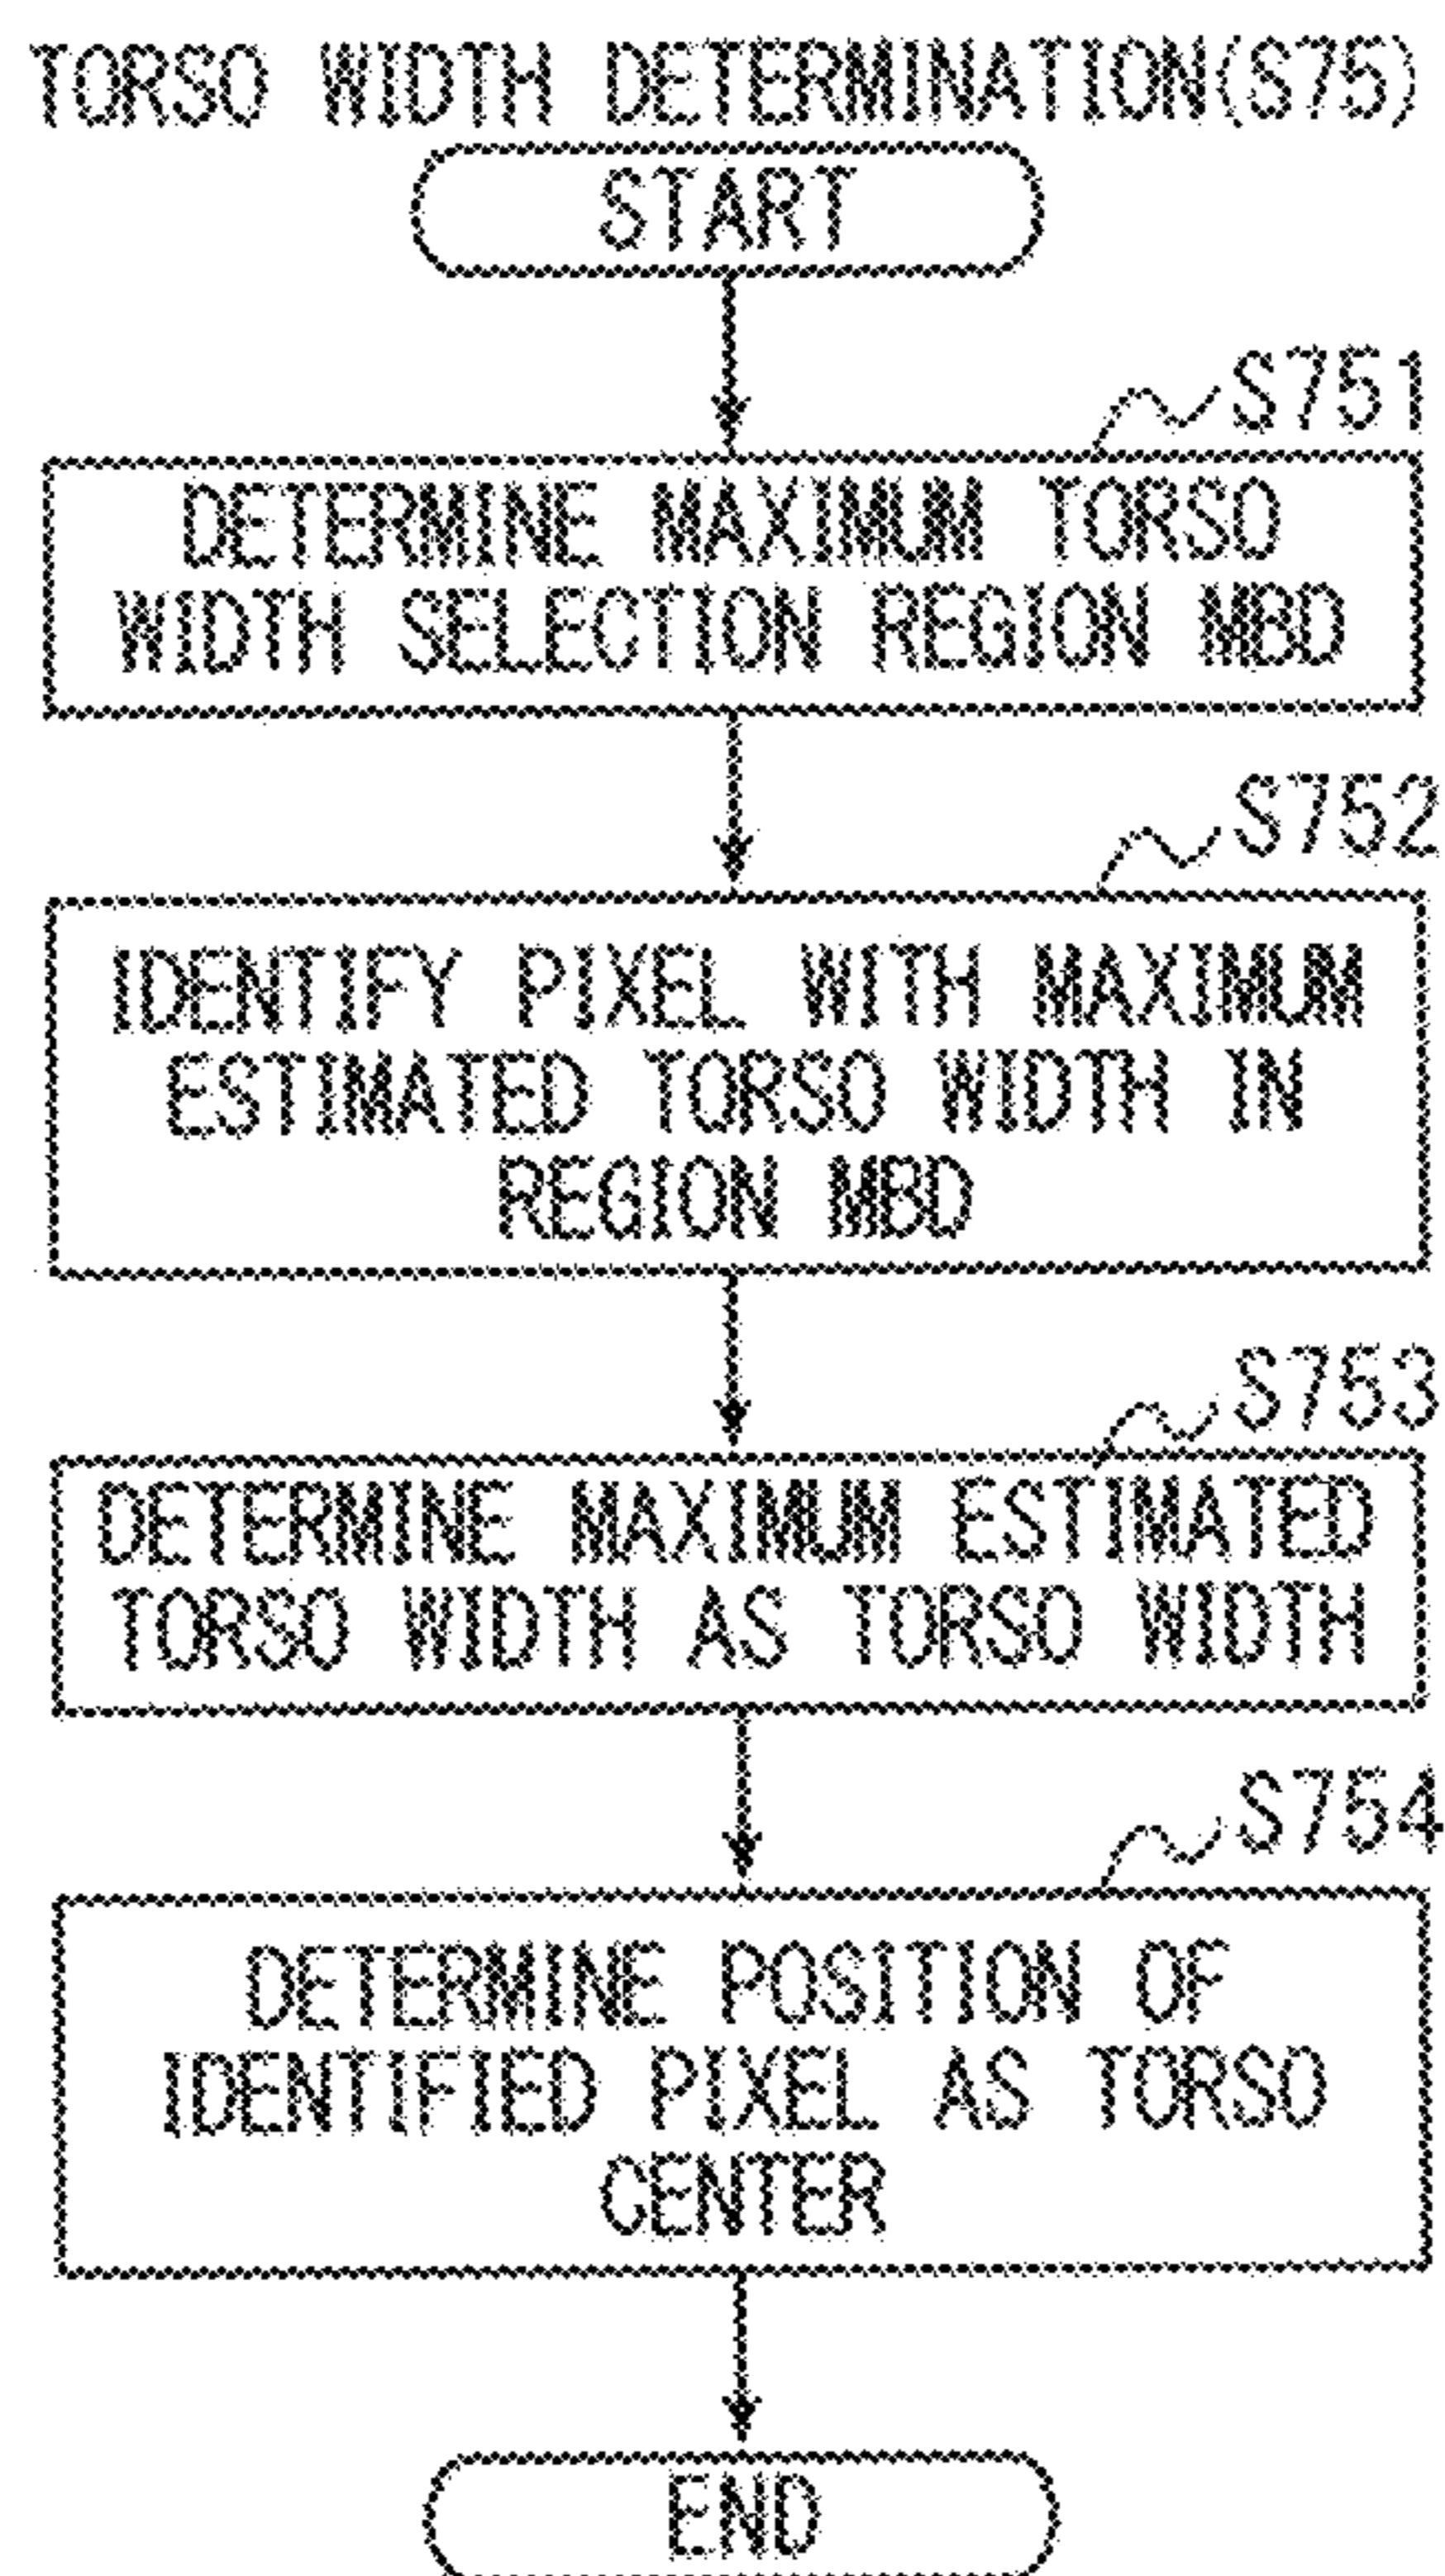 TORSO WIDTH DETERMINATION(S75)
START
S751
DETERMINE MAXIMUM TORSO
WIDTH SELECTION REGION MBD
S752
IDENTIFY PIXEL WITH MAXIMUM
ESTIMATED TORSO WIDTH IN
REGION MBD
S753
DETERMINE MAXIMUM ESTIMATED
TORSO WIDTH AS TORSO WIDTH
S754
DETERMINE POSITION OF
IDENTIFIED PIXEL AS TORSO
CENTER
END